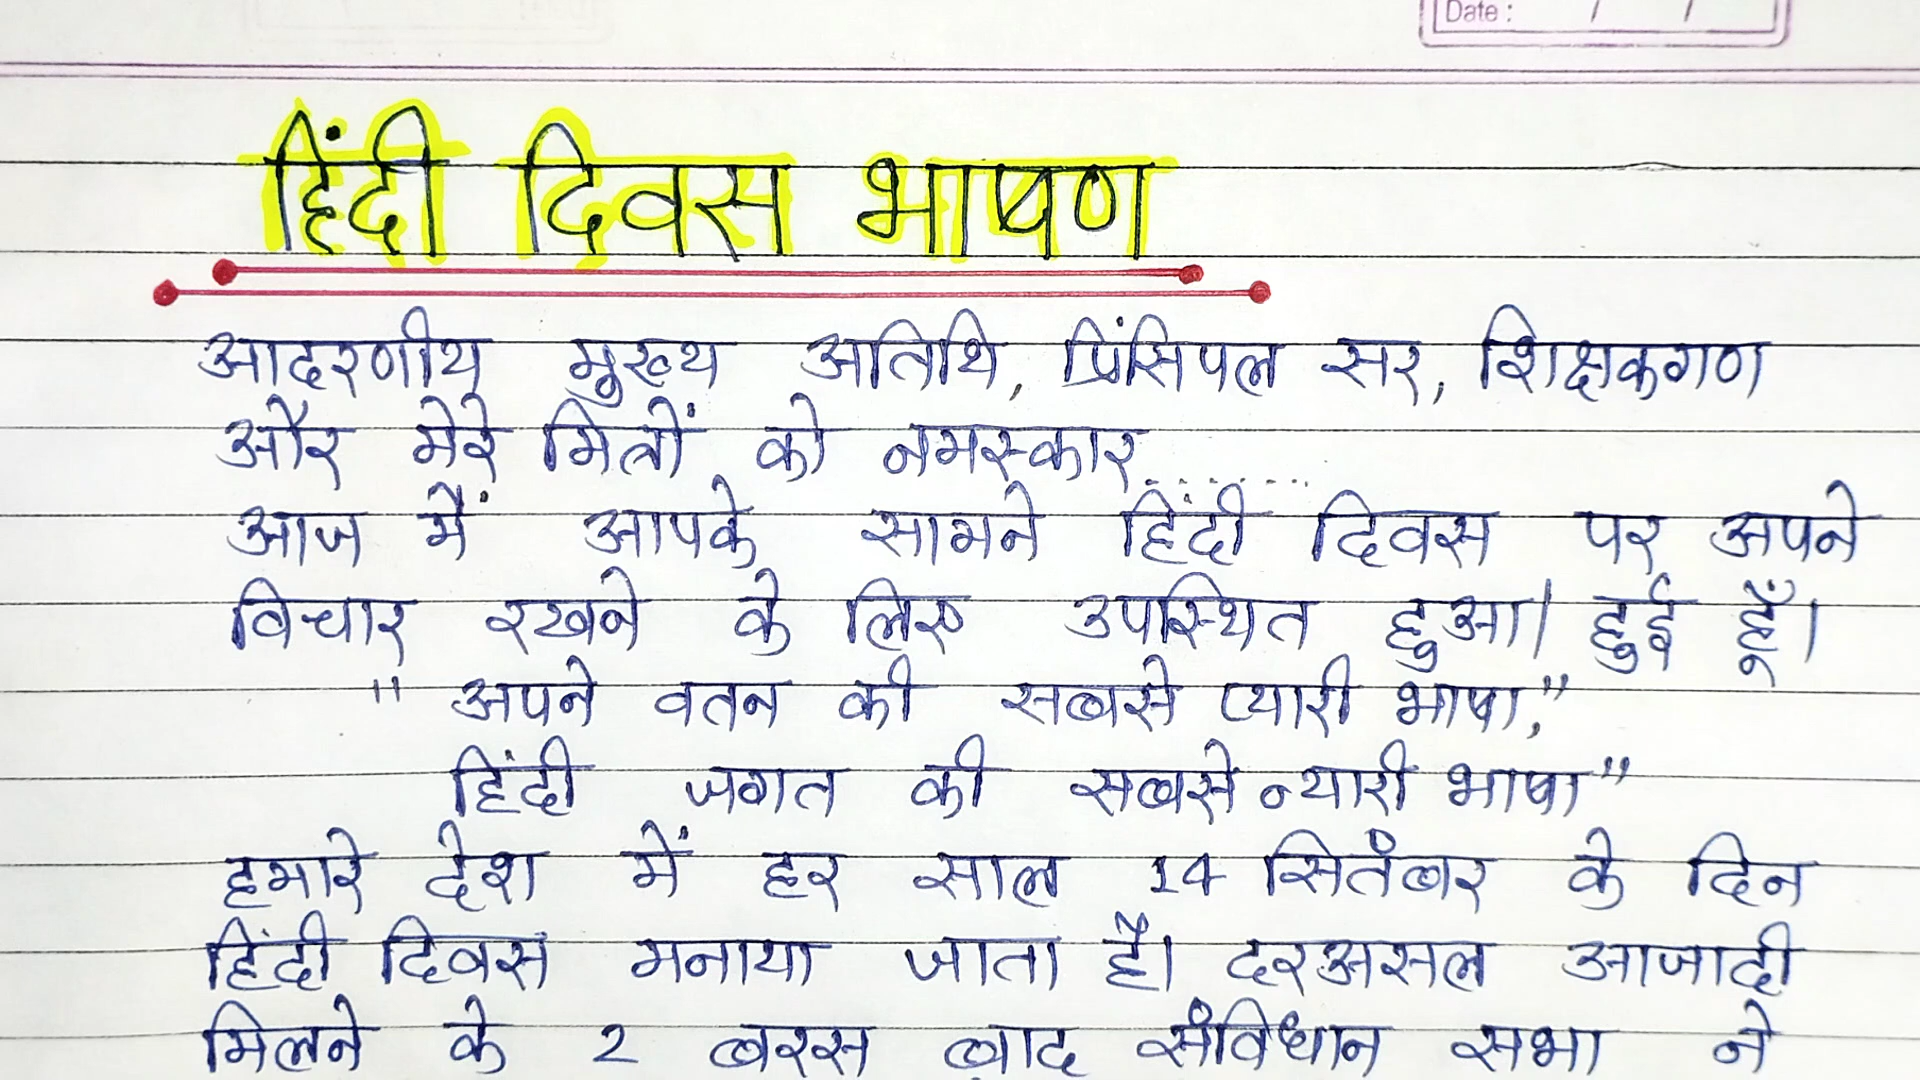 Date : / /
हिंदी दिवस भाषण
आदरणीय मुख्य अतिथि, प्रिंसिपल सर, शिक्षकगण
और मेरे मित्रों को नमस्कार.........
आज मैं आपके सामने हिंदी दिवस पर अपने
विचार रखने के लिए उपस्थित हुआ/हुई हूँ।
" अपने वतन की सबसे प्यारी भाषा,"
हिंदी जगत की सबसे न्यारी भाषा"
हमारे देश में हर साल 14 सितंबर के दिन
हिंदी दिवस मनाया जाता है। दरअसल आजादी
मिलने के 2 बरस बाद संविधान सभा ने